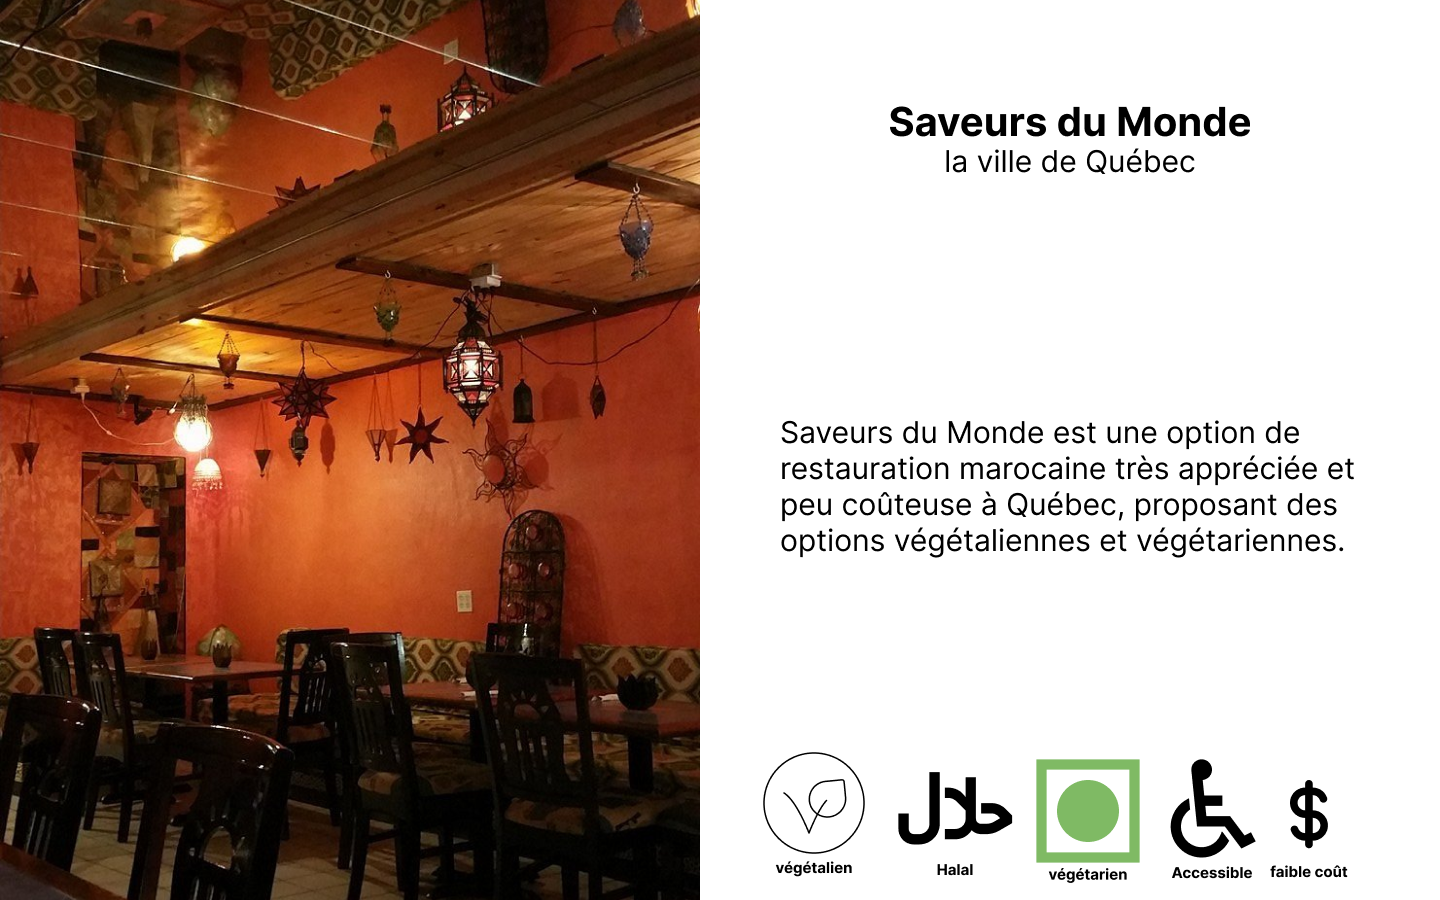 Saveurs du Monde
la ville de Québec
Saveurs du Monde est une option de
restauration marocaine très appréciée et
peu coûteuse à Québec, proposant des
options végétaliennes et végétariennes.
حلال
$
végétalien
Halal
végétarien
Accessible
faible coût